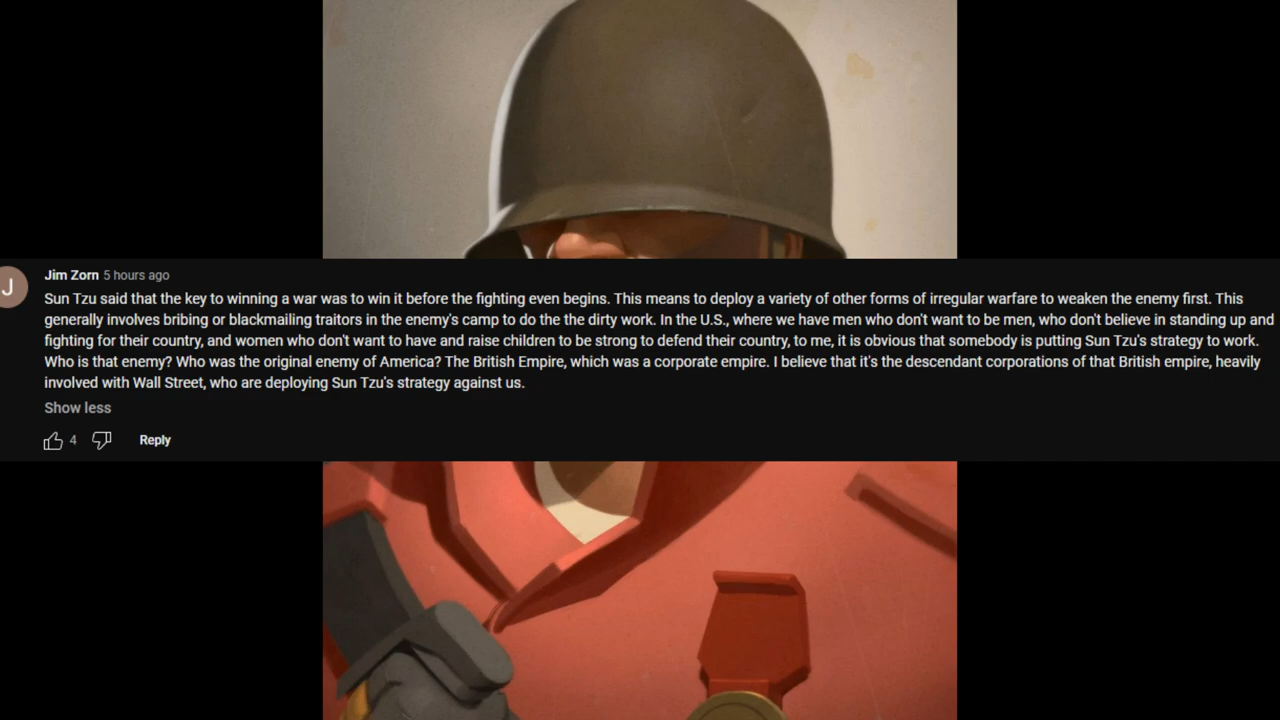 J
Jim Zorn 5 hours ago
Sun Tzu said that the key to winning a war was to win it before the fighting even begins. This means to deploy a variety of other forms of irregular warfare to weaken the enemy first. This
generally involves bribing or blackmailing traitors in the enemy's camp to do the the dirty work. In the U.S., where we have men who don't want to be men, who don't believe in standing up and
fighting for their country, and women who don't want to have and raise children to be strong to defend their country, to me, it is obvious that somebody is putting Sun Tzu's strategy to work.
Who is that enemy? Who was the original enemy of America? The British Empire, which was a corporate empire. I believe that it's the descendant corporations of that British empire, heavily
involved with Wall Street, who are deploying Sun Tzu's strategy against us.
Show less
4 Reply